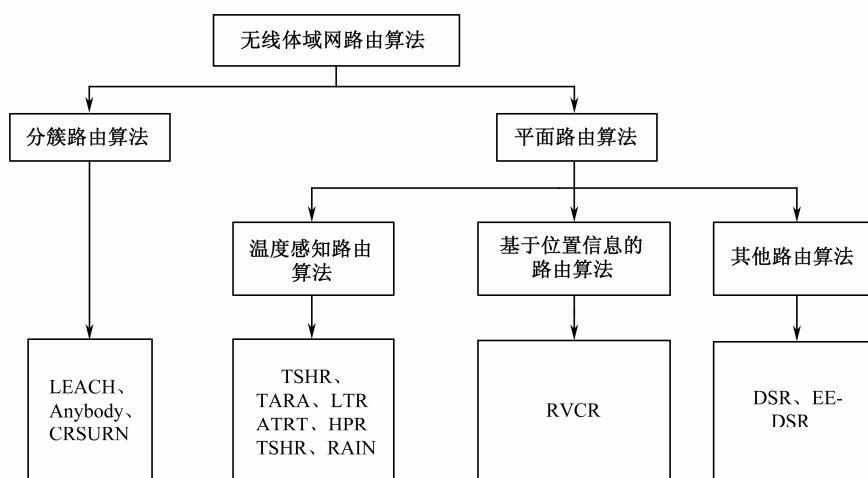 无线体域网路由算法
分簇路由算法
平面路由算法
温度感知路由
算法
基于位置信息的
路由算法
其他路由算法
LEACH、
Anybody、
CRSURN
TSHR、
TARA、LTR
ATRT、HPR
TSHR、RAIN
RVCR
DSR、EE-
DSR